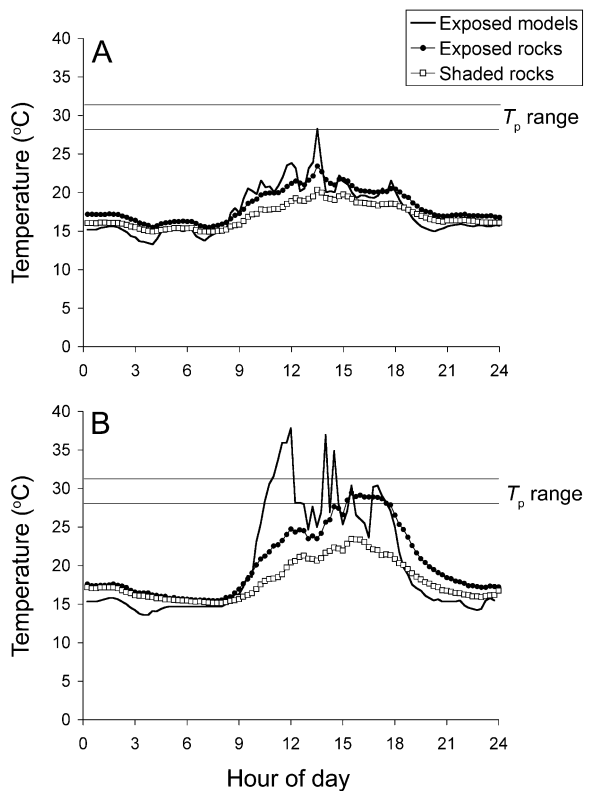 Exposed models
Exposed rocks
Shaded rocks
A
40
35
30
25
20
15
10
5
0
Temperature (°C)
Tp range
0 3 6 9 12 15 18 21 24
B
40
35
30
25
20
15
10
5
0
Temperature (°C)
Tp range
0 3 6 9 12 15 18 21 24
Hour of day